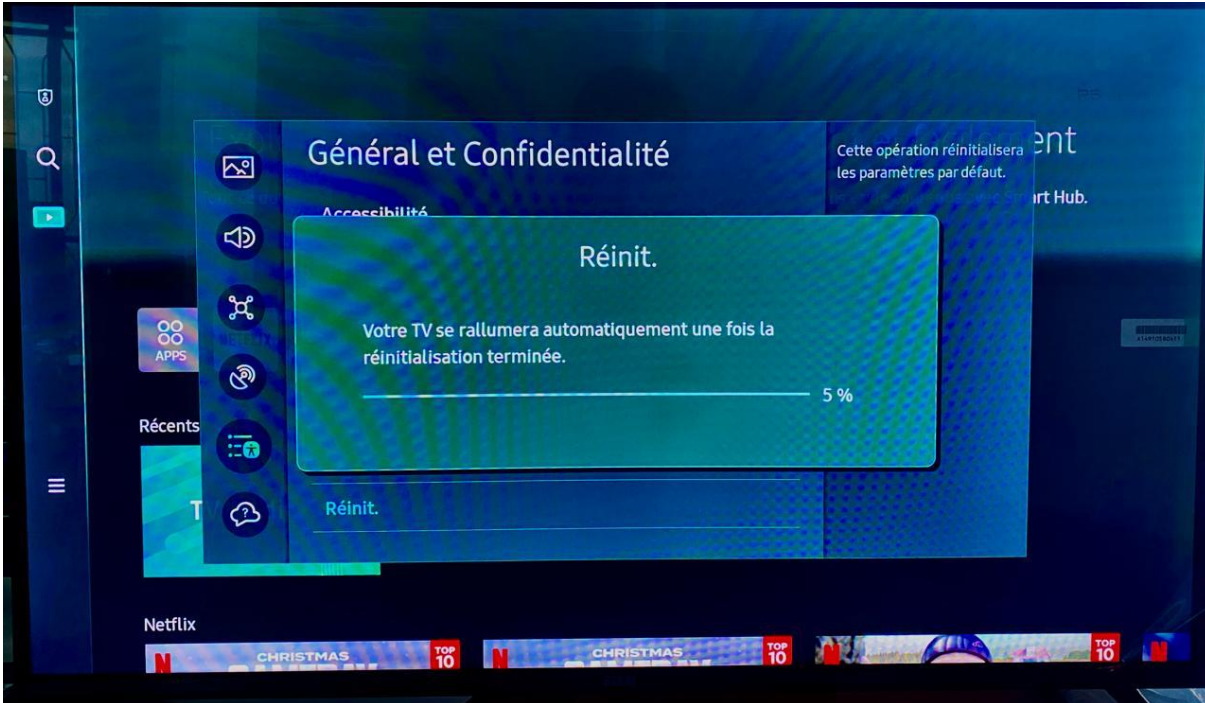 Général et Confidentialité
ent
Cette opération réinitialisera
les paramètres par défaut.
rt Hub.
Accessibilité
Réinit.
Votre TV se rallumera automatiquement une fois la
réinitialisation terminée.
5 %
APPS
Récents
T
Réinit.
Netflix
N
CHRISTMAS
TOP
10
N
CHRISTMAS
TOP
10
N
TOP
10
N